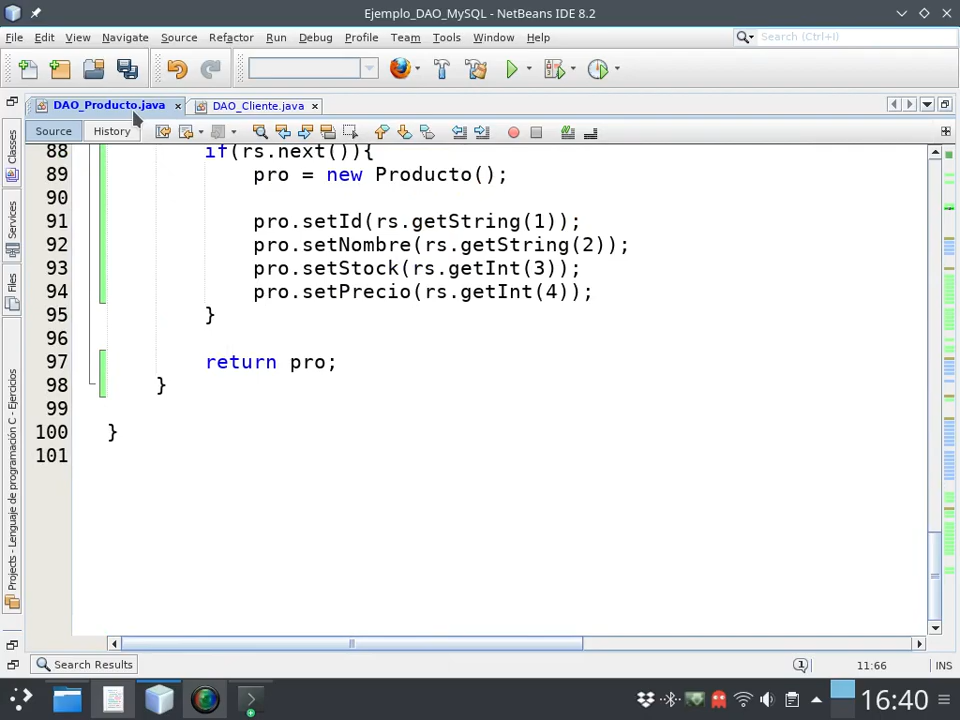 Ejemplo_DAO_MySQL - NetBeans IDE 8.2
File Edit View Navigate Source Refactor Run Debug Profile Team Tools Window Help Search (Ctrl+I)
DAO_Producto.java DAO_Cliente.java
Source History
88 if(rs.next()){
89 pro = new Producto();
90
91 pro.setId(rs.getString(1));
92 pro.setNombre(rs.getString(2));
93 pro.setStock(rs.getInt(3));
94 pro.setPrecio(rs.getInt(4));
95 }
96
97 return pro;
98 }
99
100 }
101
Classes
Services
Files
Projects - Lenguaje de programación C - Ejercicios
Search Results 1 11:66 INS
16:40